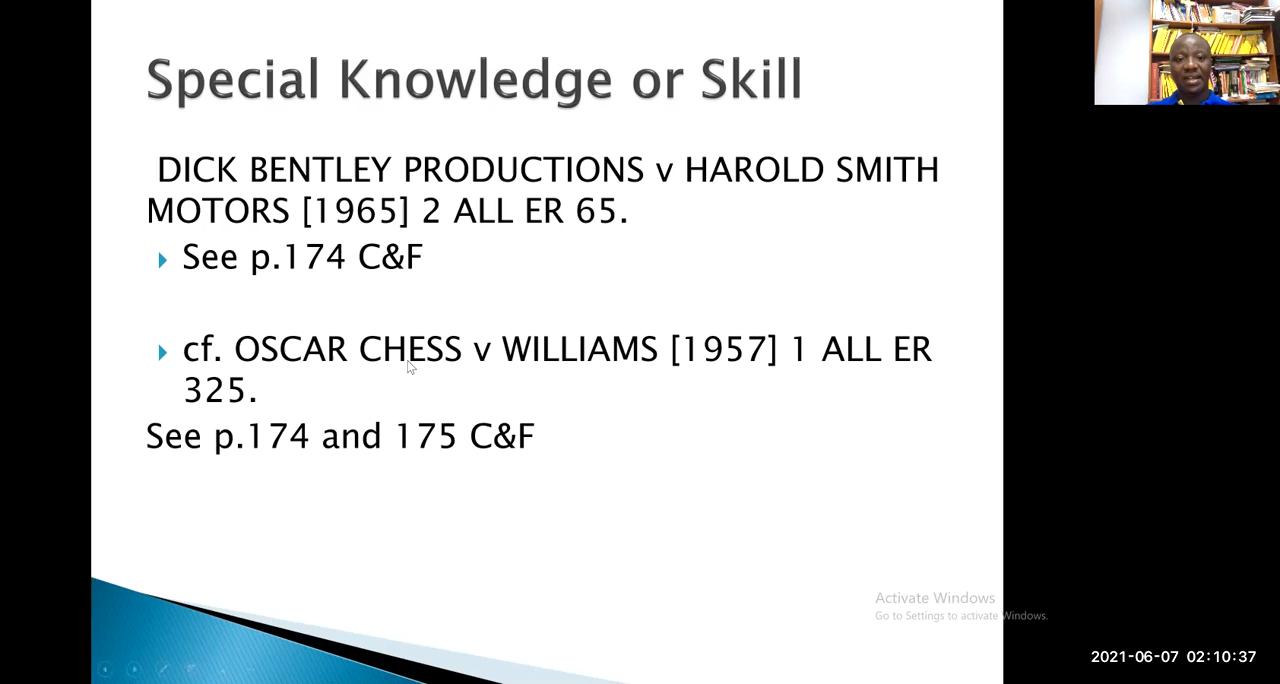 Special Knowledge or Skill
DICK BENTLEY PRODUCTIONS v HAROLD SMITH
MOTORS [1965] 2 ALL ER 65.
See p.174 C&F
cf. OSCAR CHESS v WILLIAMS [1957] 1 ALL ER
325.
See p.174 and 175 C&F
Activate Windows
Go to Settings to activate Windows.
2021-06-07 02:10:37